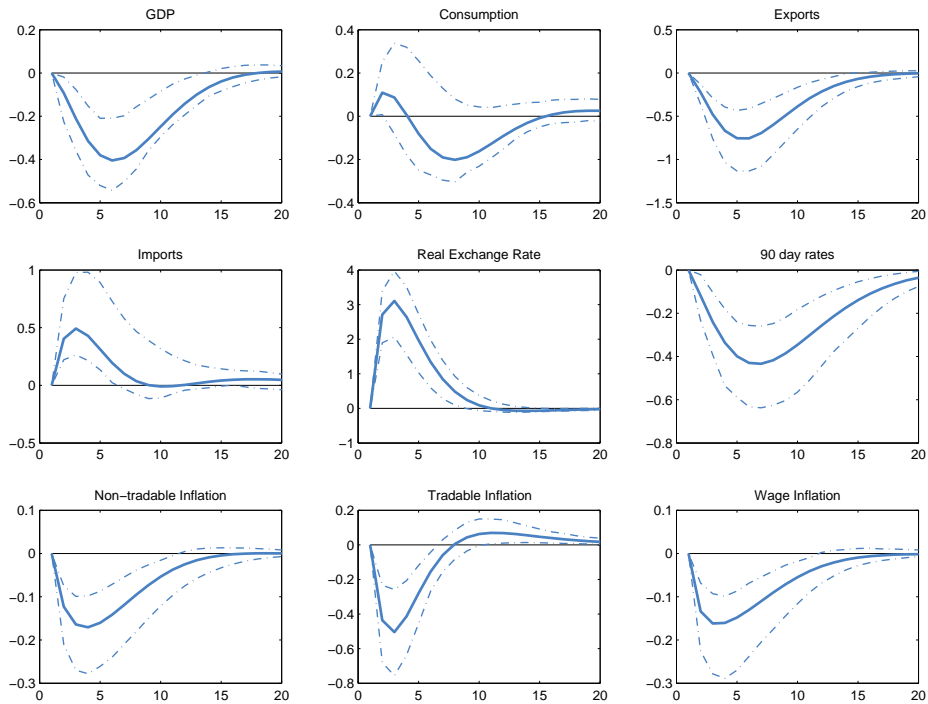 GDP
Consumption
Exports
0.2
0
−0.2
−0.4
−0.6
0 5 10 15 20
0.4
0.2
0
−0.2
−0.4
0 5 10 15 20
0.5
0
−0.5
−1
−1.5
0 5 10 15 20
Imports
Real Exchange Rate
90 day rates
1
0.5
0
−0.5
0 5 10 15 20
4
3
2
1
0
−1
0 5 10 15 20
0
−0.2
−0.4
−0.6
−0.8
0 5 10 15 20
Non−tradable Inflation
Tradable Inflation
Wage Inflation
0.1
0
−0.1
−0.2
−0.3
0 5 10 15 20
0.2
0
−0.2
−0.4
−0.6
−0.8
0 5 10 15 20
0.1
0
−0.1
−0.2
−0.3
0 5 10 15 20